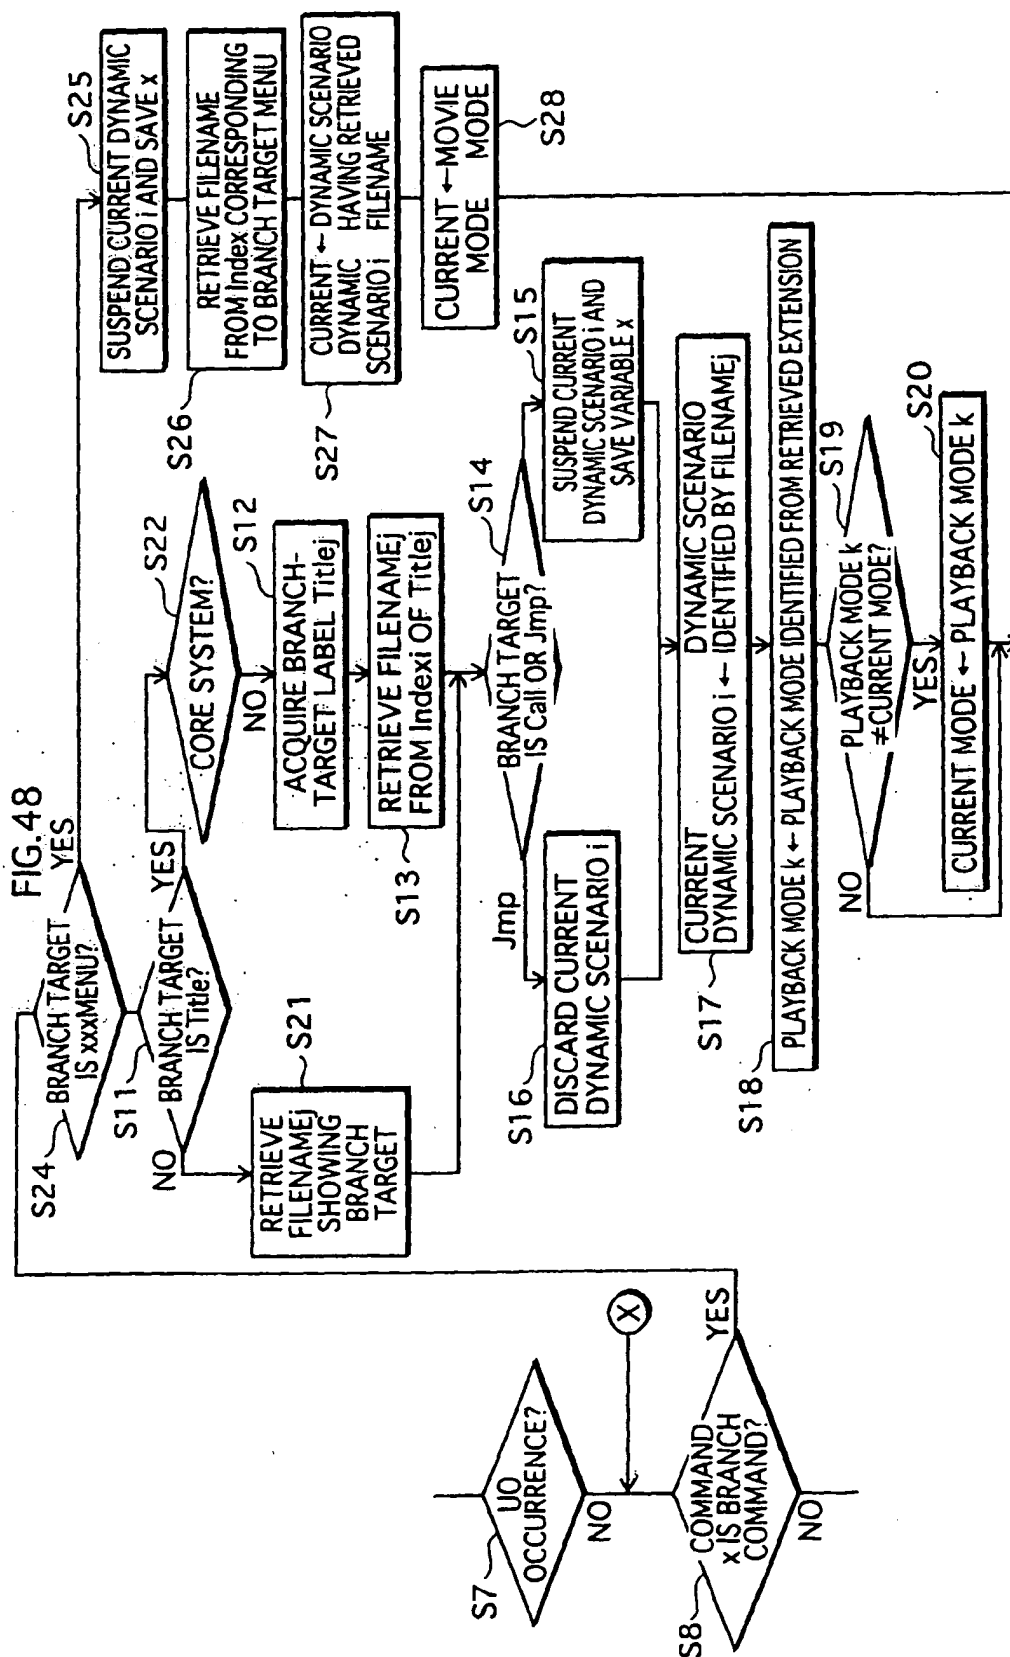 FIG.48
S7
UO
OCCURRENCE?
NO
X
S8
COMMAND
x IS BRANCH
COMMAND?
YES
NO
S24
BRANCH TARGET
IS xxxMENU?
YES
S11
BRANCH TARGET
IS Title?
YES
NO
S21
RETRIEVE
FILENAMEj
SHOWING
BRANCH
TARGET
S22
CORE SYSTEM?
NO
S12
ACQUIRE BRANCH-
TARGET LABEL Titlej
S13
RETRIEVE FILENAMEj
FROM Indexi OF Titlej
S14
BRANCH TARGET
IS Call OR Jmp?
Jmp
S15
SUSPEND CURRENT
DYNAMIC SCENARIO i AND
SAVE VARIABLE x
S16
DISCARD CURRENT
DYNAMIC SCENARIO i
S17
CURRENT DYNAMIC SCENARIO
DYNAMIC SCENARIO i ← IDENTIFIED BY FILENAMEj
S18
PLAYBACK MODE k ← PLAYBACK MODE IDENTIFIED FROM RETRIEVED EXTENSION
S19
PLAYBACK MODE k
≠CURRENT MODE?
NO
YES
S20
CURRENT MODE ← PLAYBACK MODE k
S25
SUSPEND CURRENT DYNAMIC
SCENARIO i AND SAVE x
S26
RETRIEVE FILENAME
FROM Index CORRESPONDING
TO BRANCH TARGET MENU
S27
CURRENT ← DYNAMIC SCENARIO
DYNAMIC HAVING RETRIEVED
SCENARIO i FILENAME
S28
CURRENT ← MOVIE
MODE MODE